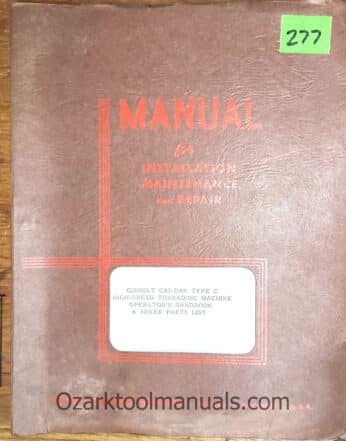 277
MANUAL
for
INSTALLATION
MAINTENANCE
AND REPAIR
CRI-DAN TYPE C
HIGH-SPEED THREADING MACHINE
OPERATOR'S HANDBOOK
& SPARE PARTS LIST
Ozarktoolmanuals.com